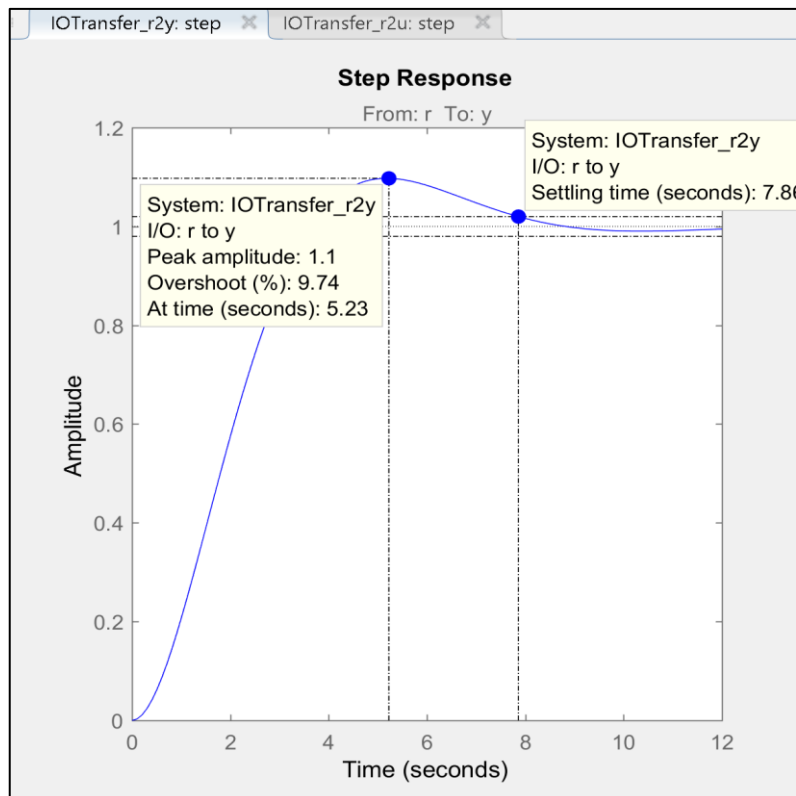 IOTransfer_r2y: step
IOTransfer_r2u: step
Step Response
From: r To: y
System: IOTransfer_r2y
I/O: r to y
Settling time (seconds): 7.86
System: IOTransfer_r2y
I/O: r to y
Peak amplitude: 1.1
Overshoot (%): 9.74
At time (seconds): 5.23
Amplitude
1.2
1
0.8
0.6
0.4
0.2
0
0 2 4 6 8 10 12
Time (seconds)